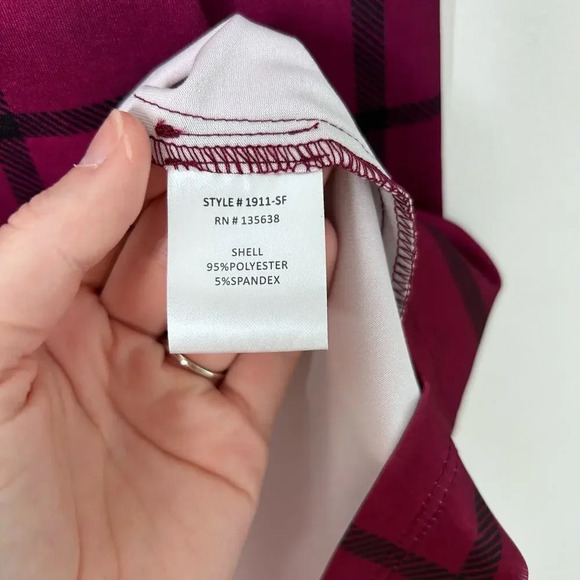 STYLE# 1911-SF
RN # 135638
SHELL
95%POLYESTER
5%SPANDEX